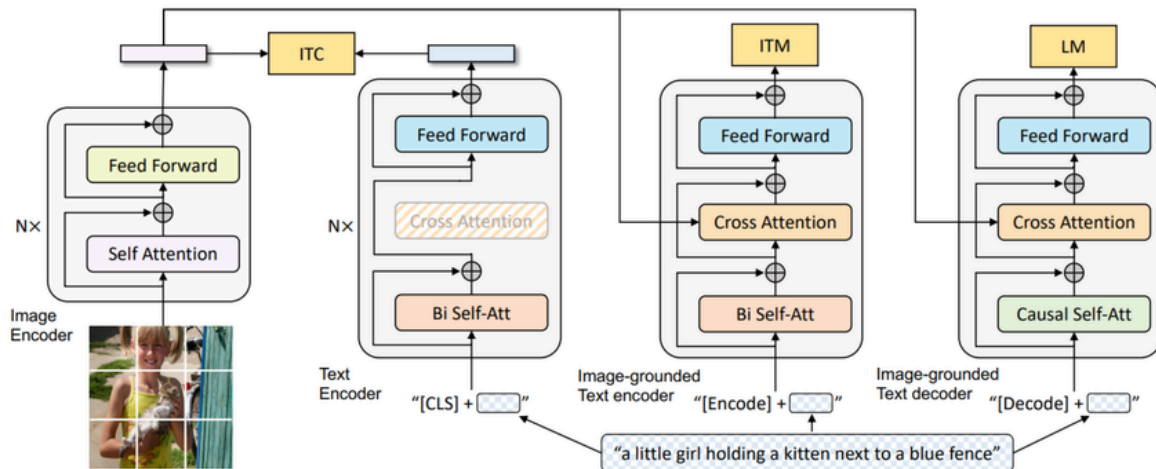 ITC
ITM
LM
Feed Forward
Self Attention
N×
Image
Encoder
Feed Forward
Cross Attention
Bi Self-Att
N×
Text
Encoder
"[CLS] + "
Feed Forward
Cross Attention
Bi Self-Att
Image-grounded
Text encoder
"[Encode] + "
Feed Forward
Cross Attention
Causal Self-Att
Image-grounded
Text decoder
"[Decode] + "
"a little girl holding a kitten next to a blue fence"